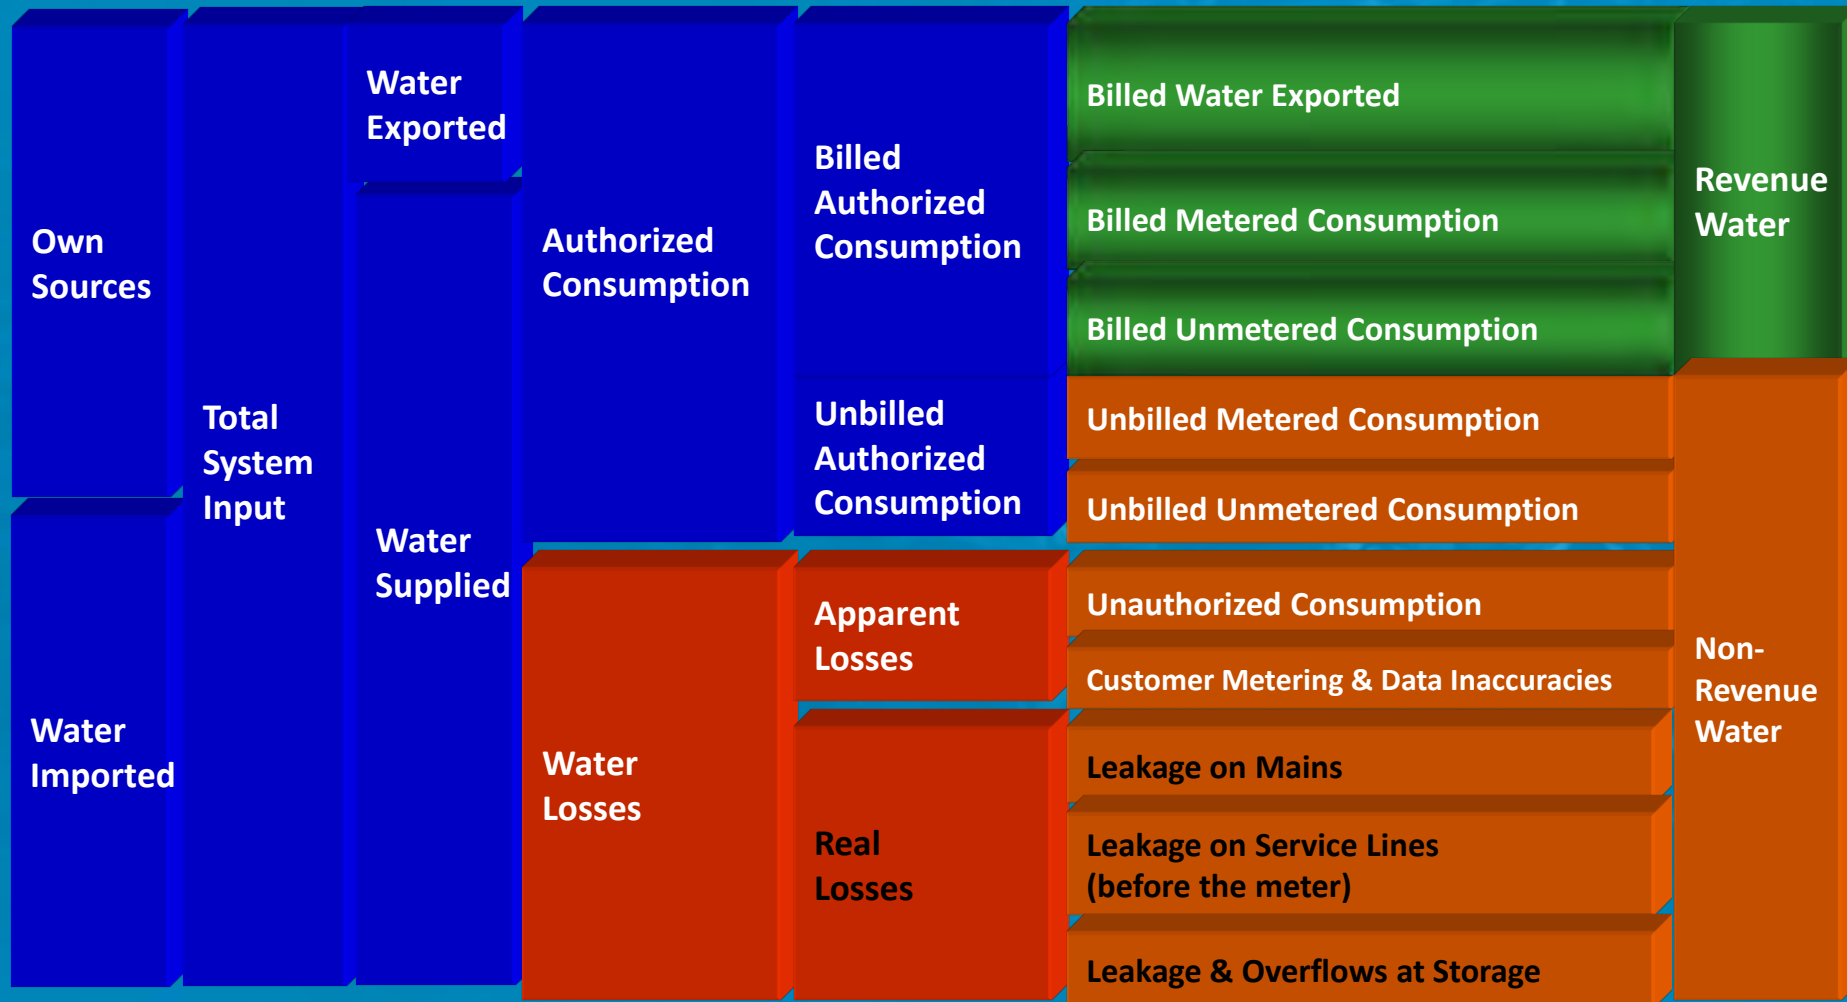 Own
Sources
Water
Imported
Total
System
Input
Water
Exported
Water
Supplied
Authorized
Consumption
Water
Losses
Billed
Authorized
Consumption
Unbilled
Authorized
Consumption
Apparent
Losses
Real
Losses
Billed Water Exported
Billed Metered Consumption
Billed Unmetered Consumption
Unbilled Metered Consumption
Unbilled Unmetered Consumption
Unauthorized Consumption
Customer Metering & Data Inaccuracies
Leakage on Mains
Leakage on Service Lines
(before the meter)
Leakage & Overflows at Storage
Revenue
Water
Non-
Revenue
Water